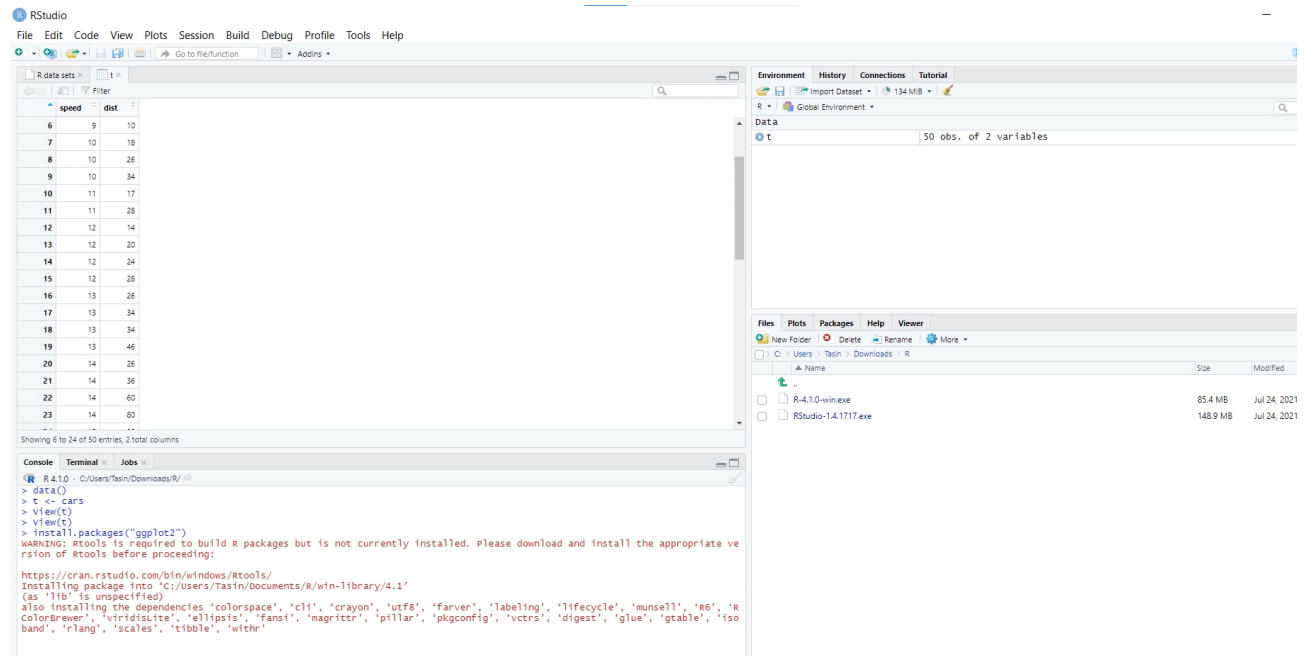 RStudio
File Edit Code View Plots Session Build Debug Profile Tools Help
Go to file/function Addins
R data sets t
Filter
speed dist
6 9 10
7 10 18
8 10 26
9 10 34
10 11 17
11 11 28
12 12 14
13 12 20
14 12 24
15 12 28
16 13 26
17 13 34
18 13 34
19 13 46
20 14 26
21 14 36
22 14 60
23 14 80
Showing 6 to 24 of 50 entries, 2 total columns
Console Terminal Jobs
R 4.1.0 · C:/Users/Tasin/Downloads/R/
> data()
> t <- cars
> View(t)
> View(t)
> install.packages("ggplot2")
WARNING: Rtools is required to build R packages but is not currently installed. Please download and install the appropriate ve
rsion of Rtools before proceeding:
https://cran.rstudio.com/bin/windows/Rtools/
Installing package into ‘C:/Users/Tasin/Documents/R/win-library/4.1’
(as ‘lib’ is unspecified)
also installing the dependencies ‘colorspace’, ‘cli’, ‘crayon’, ‘utf8’, ‘farver’, ‘labeling’, ‘lifecycle’, ‘munsell’, ‘R6’, ‘R
ColorBrewer’, ‘viridisLite’, ‘ellipsis’, ‘fansi’, ‘magrittr’, ‘pillar’, ‘pkgconfig’, ‘vctrs’, ‘digest’, ‘glue’, ‘gtable’, ‘iso
band’, ‘rlang’, ‘scales’, ‘tibble’, ‘withr’
Environment History Connections Tutorial
Import Dataset 134 MiB
R Global Environment
Data
t 50 obs. of 2 variables
Files Plots Packages Help Viewer
New Folder Delete Rename More
C: > Users > Tasin > Downloads > R
Name Size Modified
..
R-4.1.0-win.exe 85.4 MB Jul 24, 2021
RStudio-1.4.1717.exe 148.9 MB Jul 24, 2021